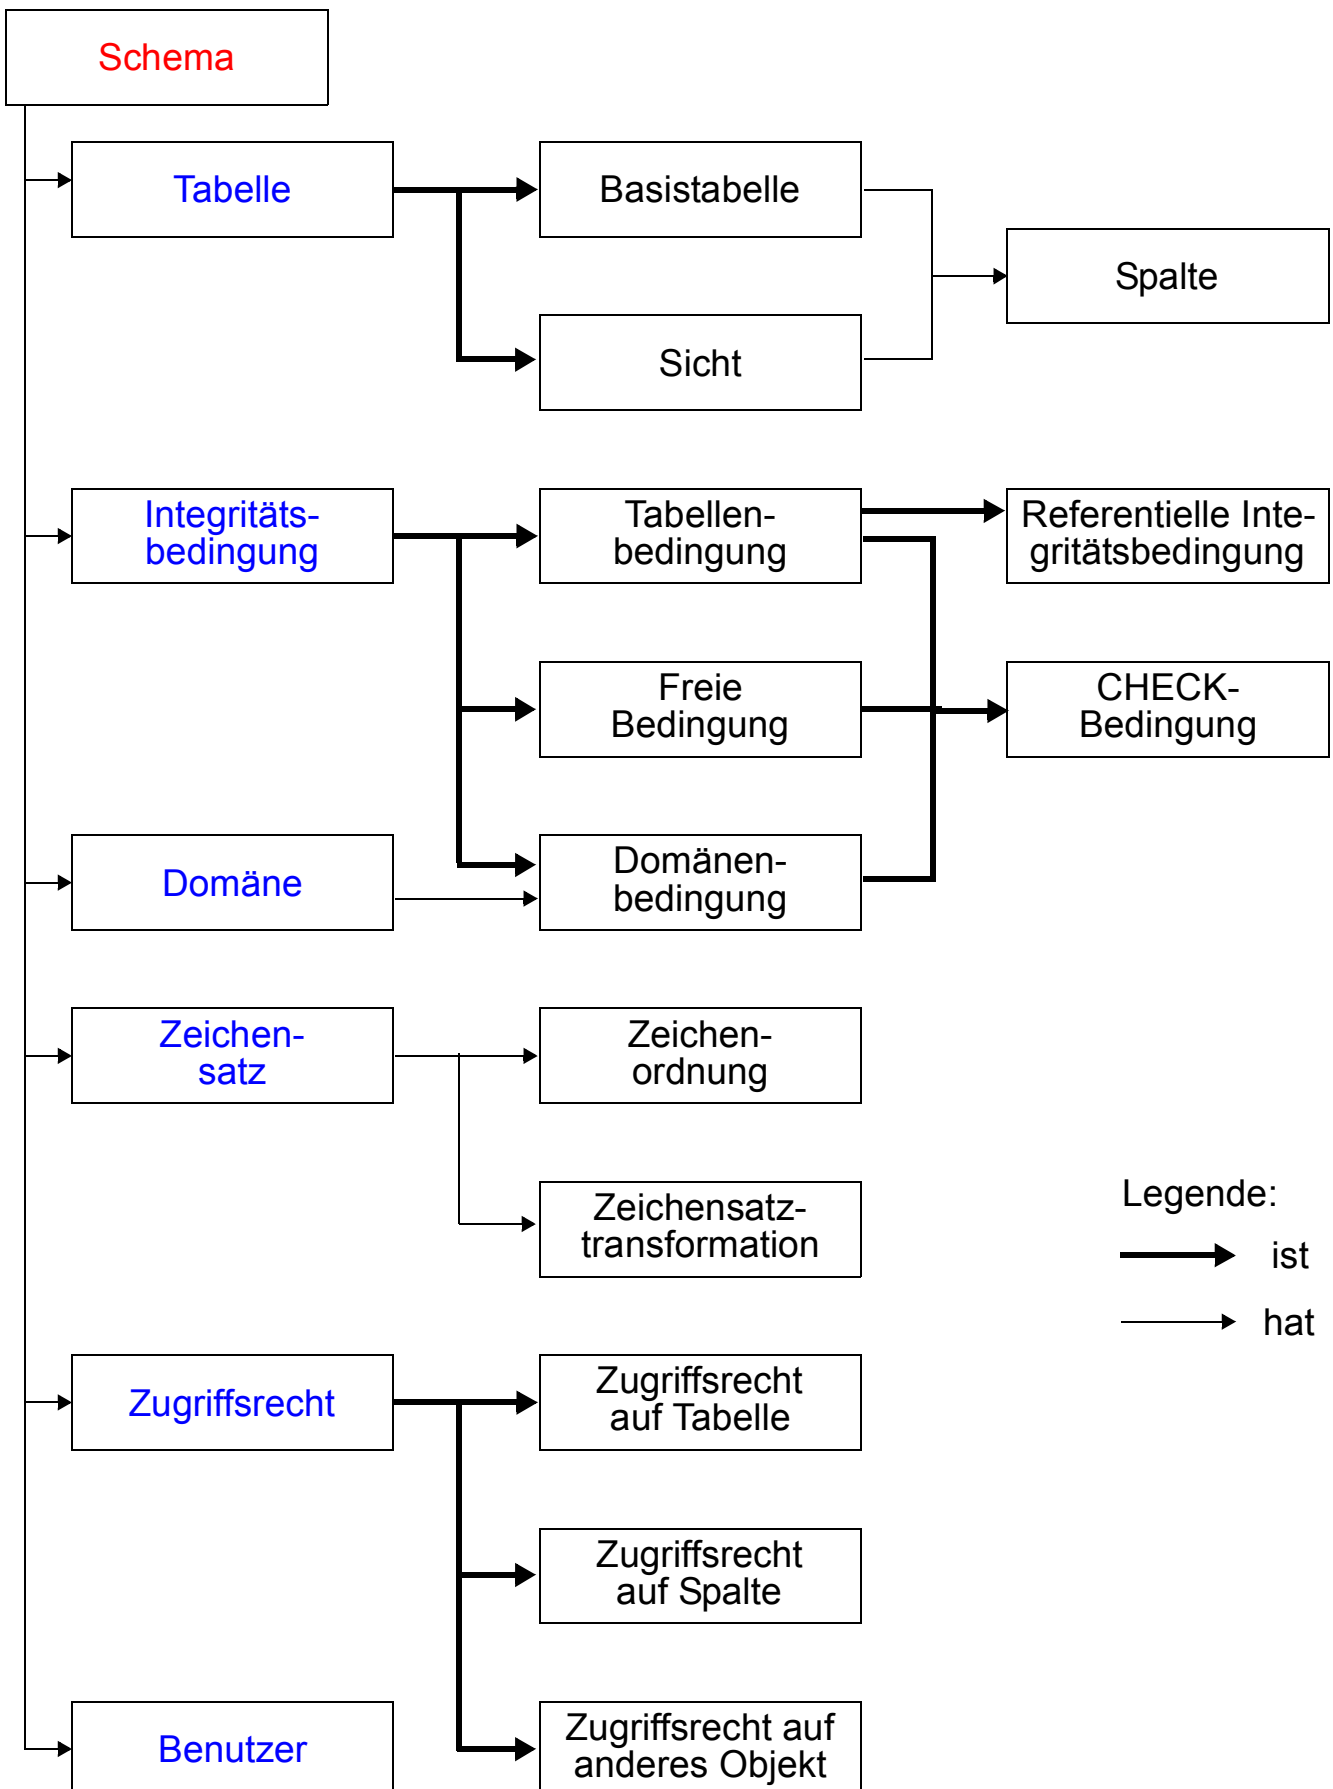 Schema
Tabelle
Basistabelle
Spalte
Sicht
Integritäts-
bedingung
Tabellen-
bedingung
Referentielle Inte-
gritätsbedingung
Freie
Bedingung
CHECK-
Bedingung
Domäne
Domänen-
bedingung
Zeichen-
satz
Zeichen-
ordnung
Zeichensatz-
transformation
Legende:
ist
hat
Zugriffsrecht
Zugriffsrecht
auf Tabelle
Zugriffsrecht
auf Spalte
Benutzer
Zugriffsrecht auf
anderes Objekt